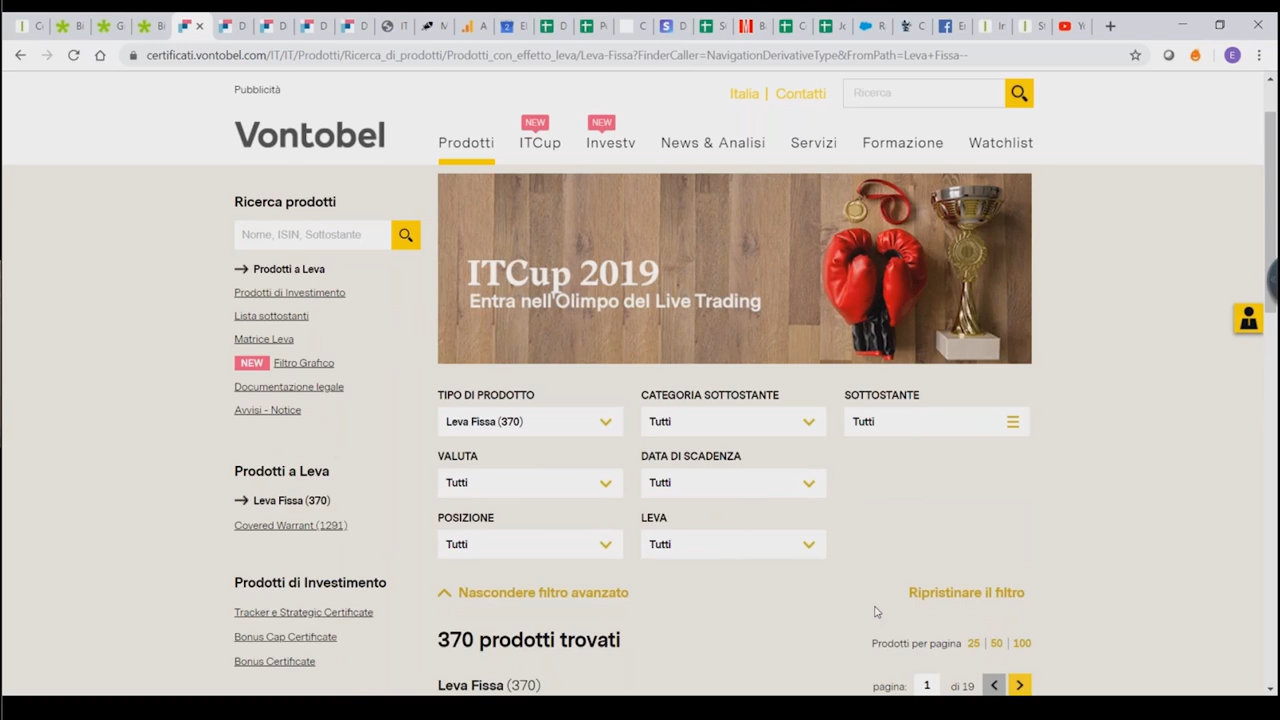 certificati.vontobel.com/IT/IT/Prodotti/Ricerca_di_prodotti/Prodotti_con_effetto_leva/Leva-Fissa?FinderCaller=NavigationDerivativeType&FromPath=Leva+Fissa--
E
Pubblicità
Italia | Contatti
Ricerca
Vontobel
NEW
NEW
Prodotti
ITCup
Investv
News & Analisi
Servizi
Formazione
Watchlist
Ricerca prodotti
Nome, ISIN, Sottostante
Prodotti a Leva
Prodotti di Investimento
Lista sottostanti
Matrice Leva
NEW Filtro Grafico
Documentazione legale
Avvisi - Notice
Prodotti a Leva
Leva Fissa (370)
Covered Warrant (1291)
Prodotti di Investimento
Tracker e Strategic Certificate
Bonus Cap Certificate
Bonus Certificate
ITCup 2019
Entra nell'Olimpo del Live Trading
TIPO DI PRODOTTO
CATEGORIA SOTTOSTANTE
SOTTOSTANTE
Leva Fissa (370)
Tutti
Tutti
VALUTA
DATA DI SCADENZA
Tutti
Tutti
POSIZIONE
LEVA
Tutti
Tutti
Nascondere filtro avanzato
Ripristinare il filtro
370 prodotti trovati
Prodotti per pagina 25 | 50 | 100
Leva Fissa (370)
pagina: 1 di 19